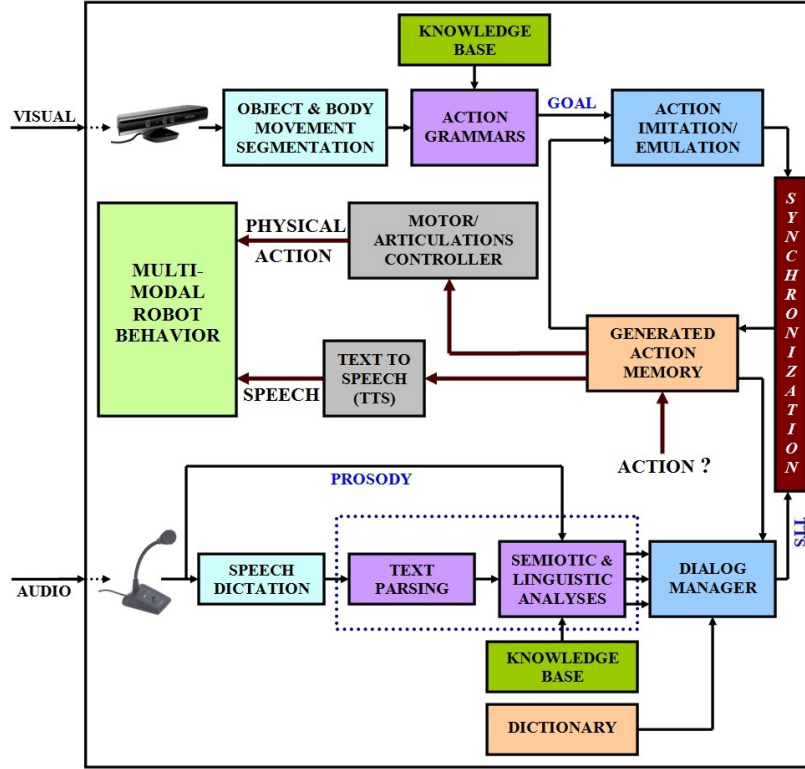 KNOWLEDGE
BASE
VISUAL
OBJECT & BODY
MOVEMENT
SEGMENTATION
ACTION
GRAMMARS
GOAL
ACTION
IMITATION/
EMULATION
SYNCHRONIZATION
MULTI-
MODAL
ROBOT
BEHAVIOR
PHYSICAL
ACTION
MOTOR/
ARTICULATIONS
CONTROLLER
GENERATED
ACTION
MEMORY
TEXT TO
SPEECH
(TTS)
SPEECH
ACTION ?
PROSODY
TTS
AUDIO
SPEECH
DICTATION
TEXT
PARSING
SEMIOTIC &
LINGUISTIC
ANALYSES
DIALOG
MANAGER
KNOWLEDGE
BASE
DICTIONARY